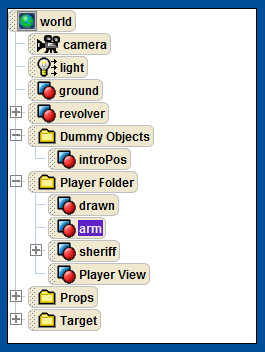 world
camera
light
ground
revolver
Dummy Objects
introPos
Player Folder
drawn
arm
sheriff
Player View
Props
Target